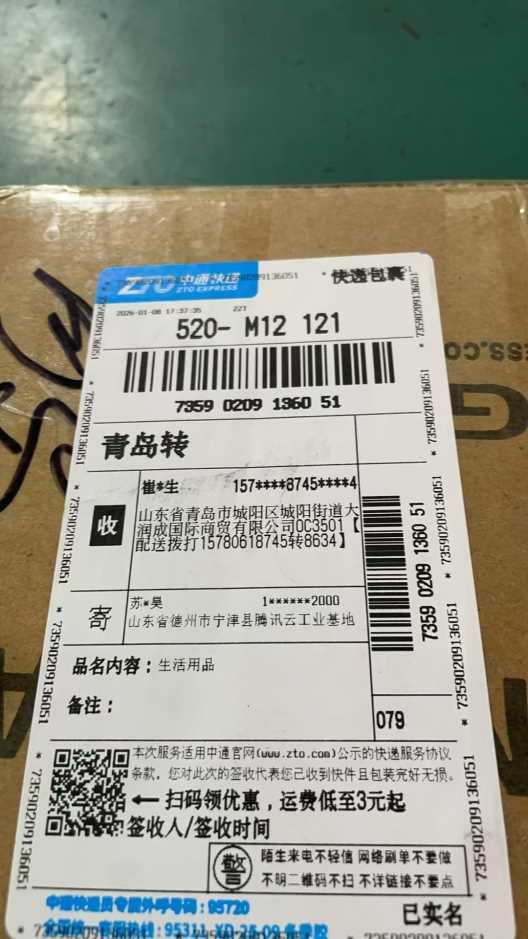 ZTO 中通快递
ZTO EXPRESS
快递包裹
2026-01-08 17:37:35 22T
520- M12 121
7359 0209 1360 51
青岛转
收
崔*生 157****8745****4
山东省青岛市城阳区城阳街道大
润成国际商贸有限公司0C3501【
配送拨打15780618745转8634】
7359 0209 1360 51
寄
苏*昊 1******2000
山东省德州市宁津县腾讯云工业基地
品名内容：生活用品
备注：
079
本次服务适用中通官网(www.zto.com)公示的快递服务协议
条款，您对此次的签收代表您已收到快件且包装完好无损。
← 扫码领优惠，运费低至3元起
签收人/签收时间
警
陌生来电不轻信 网络刷单不要做
不明二维码不扫 不详链接不要点
中通快递员专属外呼号码：95720
已实名
* 73590209136051